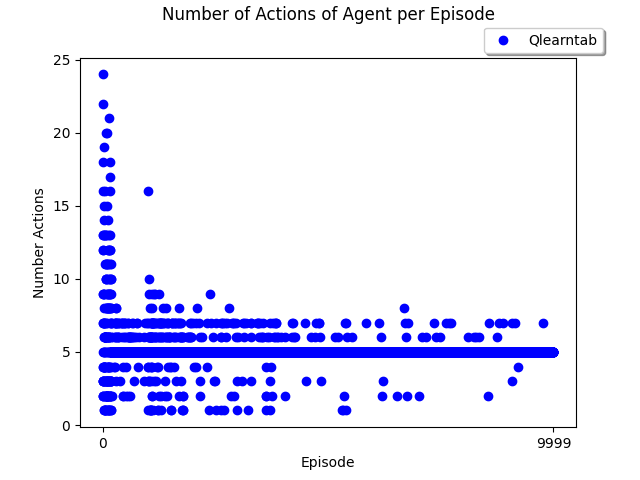 Number of Actions of Agent per Episode
Qlearntab
25
20
15
10
5
0
Number Actions
0
9999
Episode